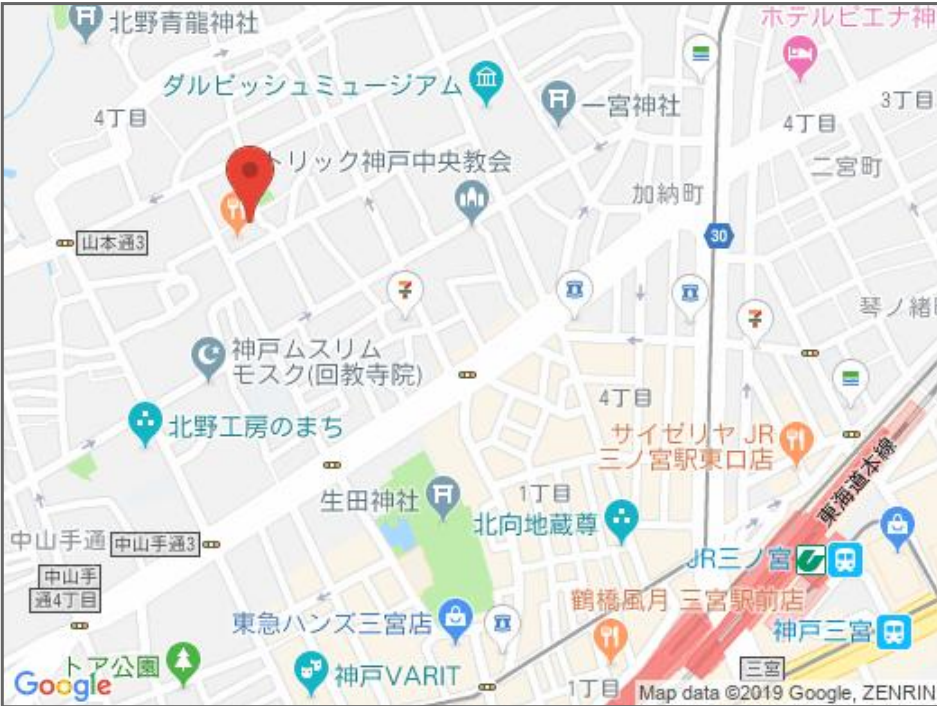 ホテルピエナ神
北野青龍神社
ダルビッシュミュージアム
一宮神社
3丁目
4丁目
4丁目
トリック神戸中央教会
二宮町
加納町
30
山本通3
琴ノ緒
神戸ムスリム
モスク(回教寺院)
4丁目
北野工房のまち
サイゼリヤ JR
三ノ宮駅東口店
東海道本線
生田神社
1丁目
北向地蔵尊
中山手通
中山手通3
JR三ノ宮
中山手
通4丁目
鶴橋風月 三宮駅前店
東急ハンズ三宮店
神戸三宮
トア公園
神戸VARIT
三宮
1丁目
Google
Map data ©2019 Google, ZENRIN